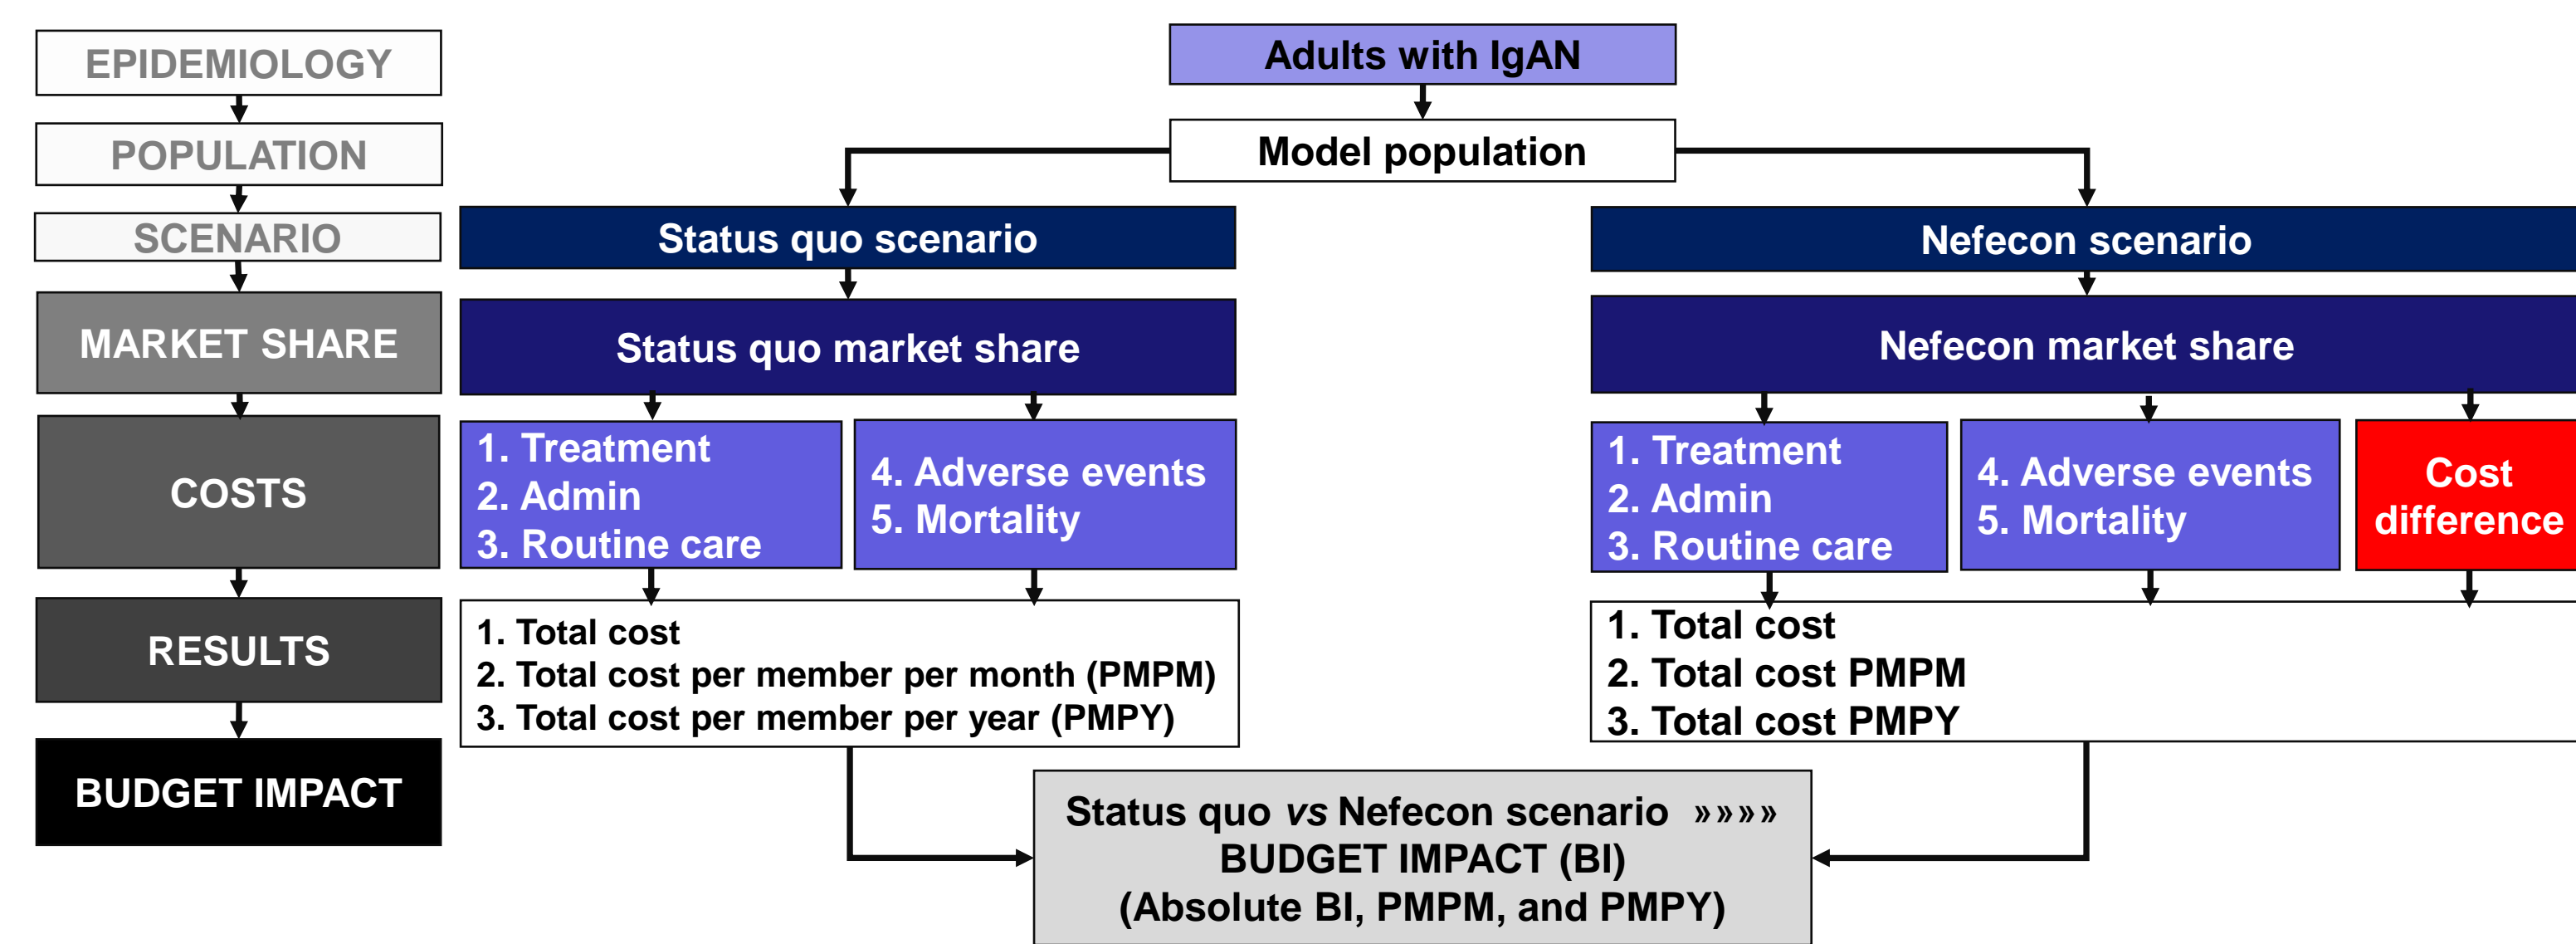 EPIDEMIOLOGY
POPULATION
SCENARIO
MARKET SHARE
COSTS
RESULTS
BUDGET IMPACT
Adults with IgAN
Model population
Status quo scenario
Status quo market share
1. Treatment
2. Admin
3. Routine care
4. Adverse events
5. Mortality
1. Total cost
2. Total cost per member per month (PMPM)
3. Total cost per member per year (PMPY)
Nefecon scenario
Nefecon market share
1. Treatment
2. Admin
3. Routine care
4. Adverse events
5. Mortality
Cost
difference
1. Total cost
2. Total cost PMPM
3. Total cost PMPY
Status quo vs Nefecon scenario »»»»
BUDGET IMPACT (BI)
(Absolute BI, PMPM, and PMPY)